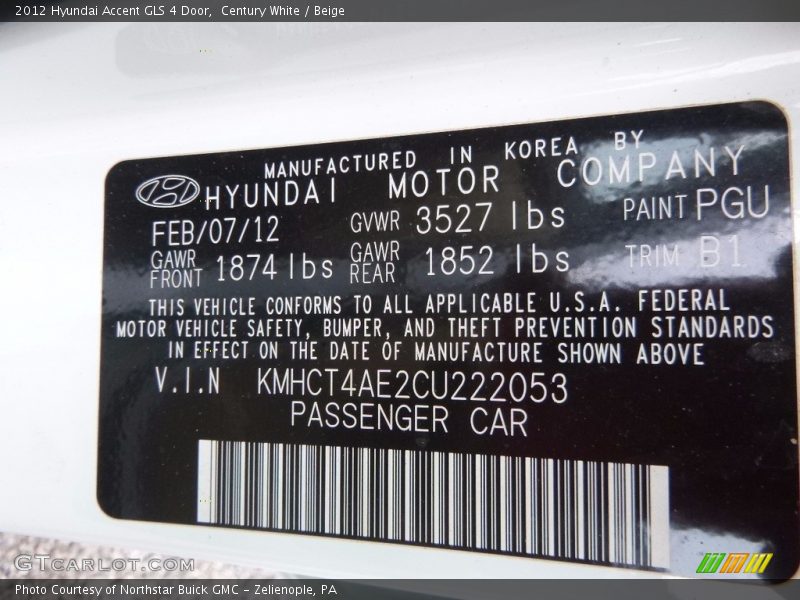 2012 Hyundai Accent GLS 4 Door,  Century White / Beige
MANUFACTURED IN KOREA BY
HYUNDAI MOTOR COMPANY
FEB/07/12 GVWR 3527 lbs PAINT PGU
GAWR FRONT 1874 lbs GAWR REAR 1852 lbs TRIM B1
THIS VEHICLE CONFORMS TO ALL APPLICABLE U.S.A. FEDERAL
MOTOR VEHICLE SAFETY, BUMPER, AND THEFT PREVENTION STANDARDS
IN EFFECT ON THE DATE OF MANUFACTURE SHOWN ABOVE
V.I.N KMHCT4AE2CU222053
PASSENGER CAR
GTCARLOT.COM
Photo Courtesy of Northstar Buick GMC - Zelienople, PA